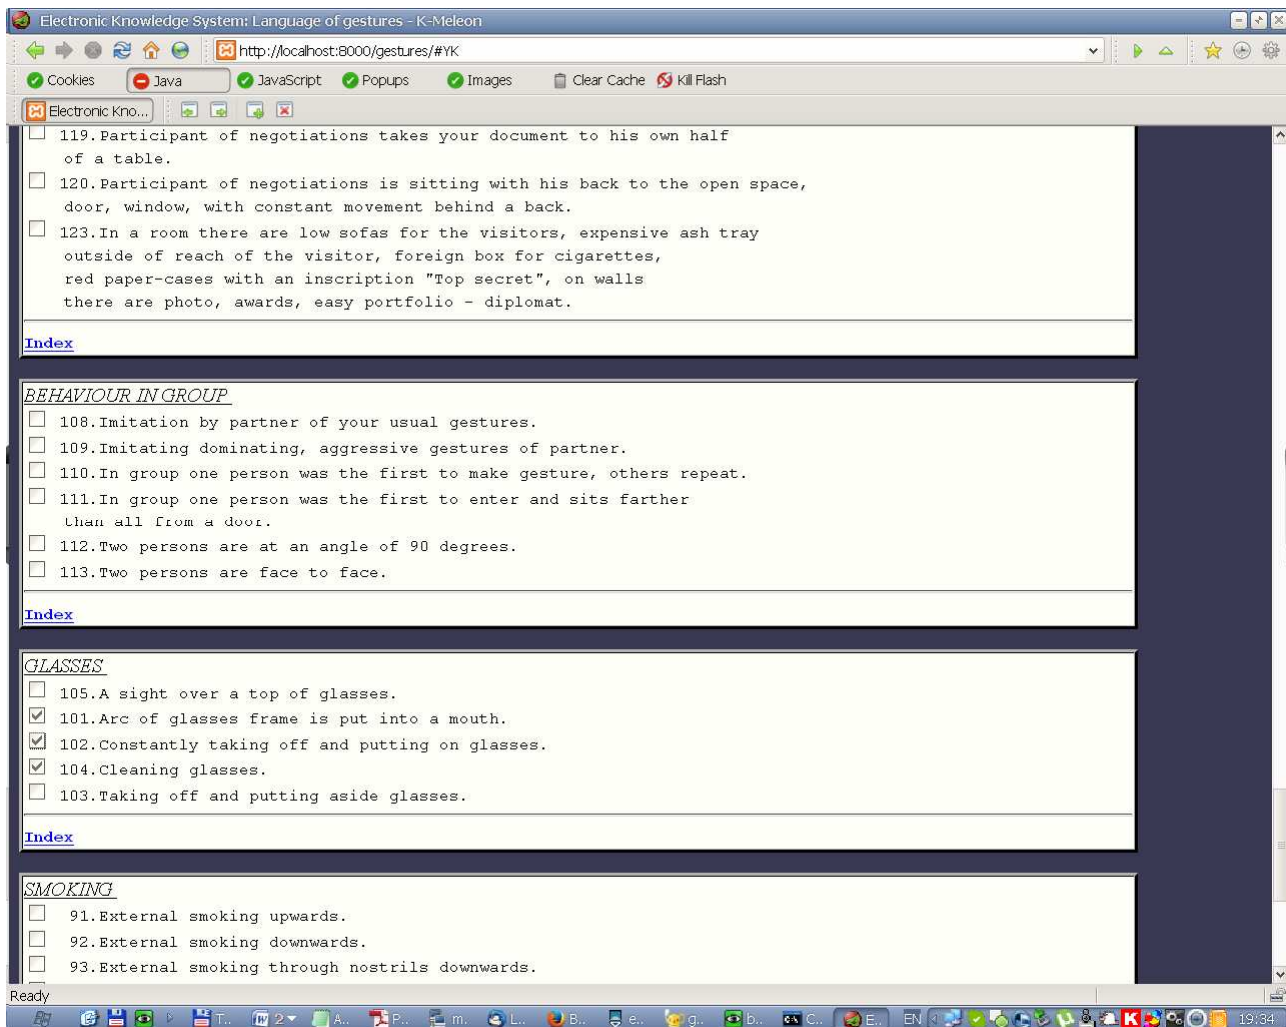 Electronic Knowledge System: Language of gestures - K-Meleon
http://localhost:8000/gestures/#YK
Cookies Java JavaScript Popups Images Clear Cache Kill Flash
Electronic Kno...
119.Participant of negotiations takes your document to his own half
of a table.
120.Participant of negotiations is sitting with his back to the open space,
door, window, with constant movement behind a back.
123.In a room there are low sofas for the visitors, expensive ash tray
outside of reach of the visitor, foreign box for cigarettes,
red paper-cases with an inscription "Top secret", on walls
there are photo, awards, easy portfolio - diplomat.
Index
BEHAVIOUR IN GROUP
108.Imitation by partner of your usual gestures.
109.Imitating dominating, aggressive gestures of partner.
110.In group one person was the first to make gesture, others repeat.
111.In group one person was the first to enter and sits farther
than all from a door.
112.Two persons are at an angle of 90 degrees.
113.Two persons are face to face.
Index
GLASSES
105.A sight over a top of glasses.
101.Arc of glasses frame is put into a mouth.
102.Constantly taking off and putting on glasses.
104.Cleaning glasses.
103.Taking off and putting aside glasses.
Index
SMOKING
91.External smoking upwards.
92.External smoking downwards.
93.External smoking through nostrils downwards.
Ready
T.. 2 A.. P.. m. L.. B.. e.. g.. b.. C.. E.. EN K 19:34